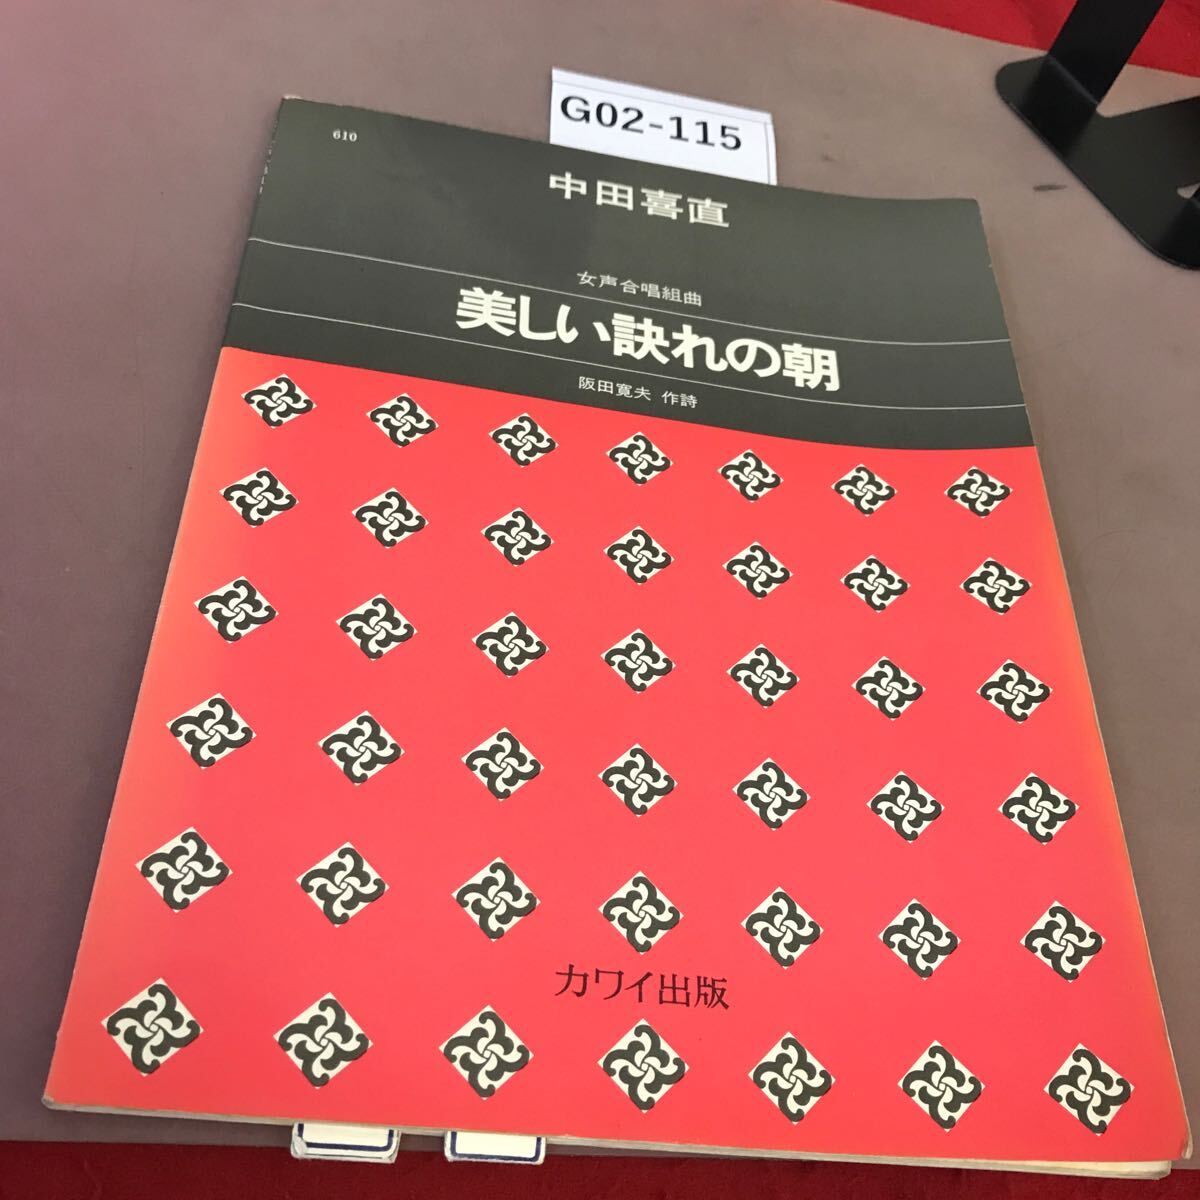 G02-115
610
中田喜直
女声合唱組曲
美しい訣れの朝
阪田寛夫 作詩
カワイ出版